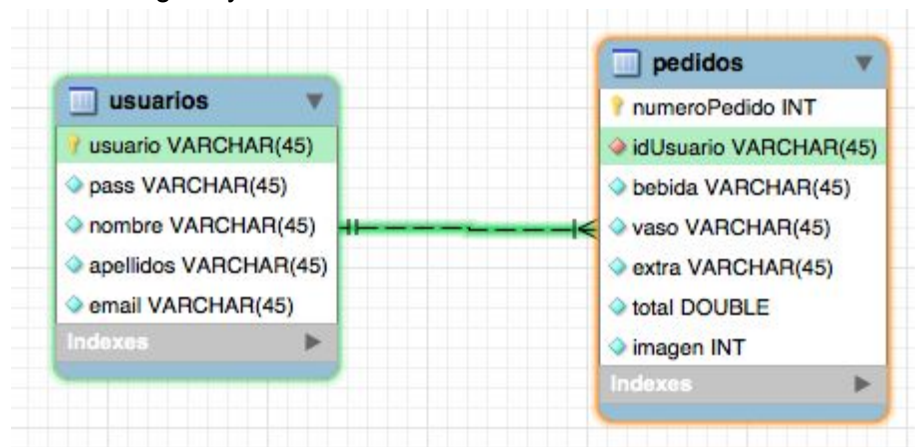 usuarios
usuario VARCHAR(45)
pass VARCHAR(45)
nombre VARCHAR(45)
apellidos VARCHAR(45)
email VARCHAR(45)
Indexes
pedidos
numeroPedido INT
idUsuario VARCHAR(45)
bebida VARCHAR(45)
vaso VARCHAR(45)
extra VARCHAR(45)
total DOUBLE
imagen INT
Indexes